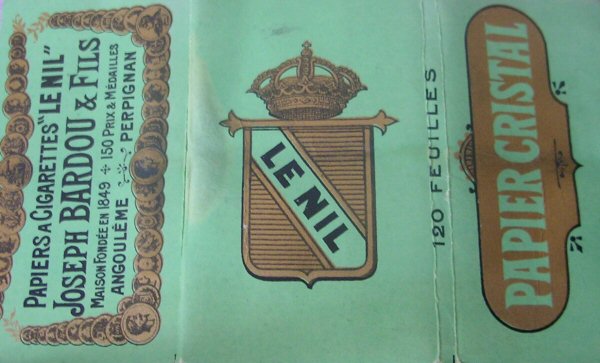 PAPIERS A CIGARETTES "LE NIL"
JOSEPH BARDOU & FILS
MAISON FONDÉE EN 1849 150 PRIX & MÉDAILLES
ANGOULÊME PERPIGNAN
LE NIL
120 FEUILLES
PAPIER CRISTAL